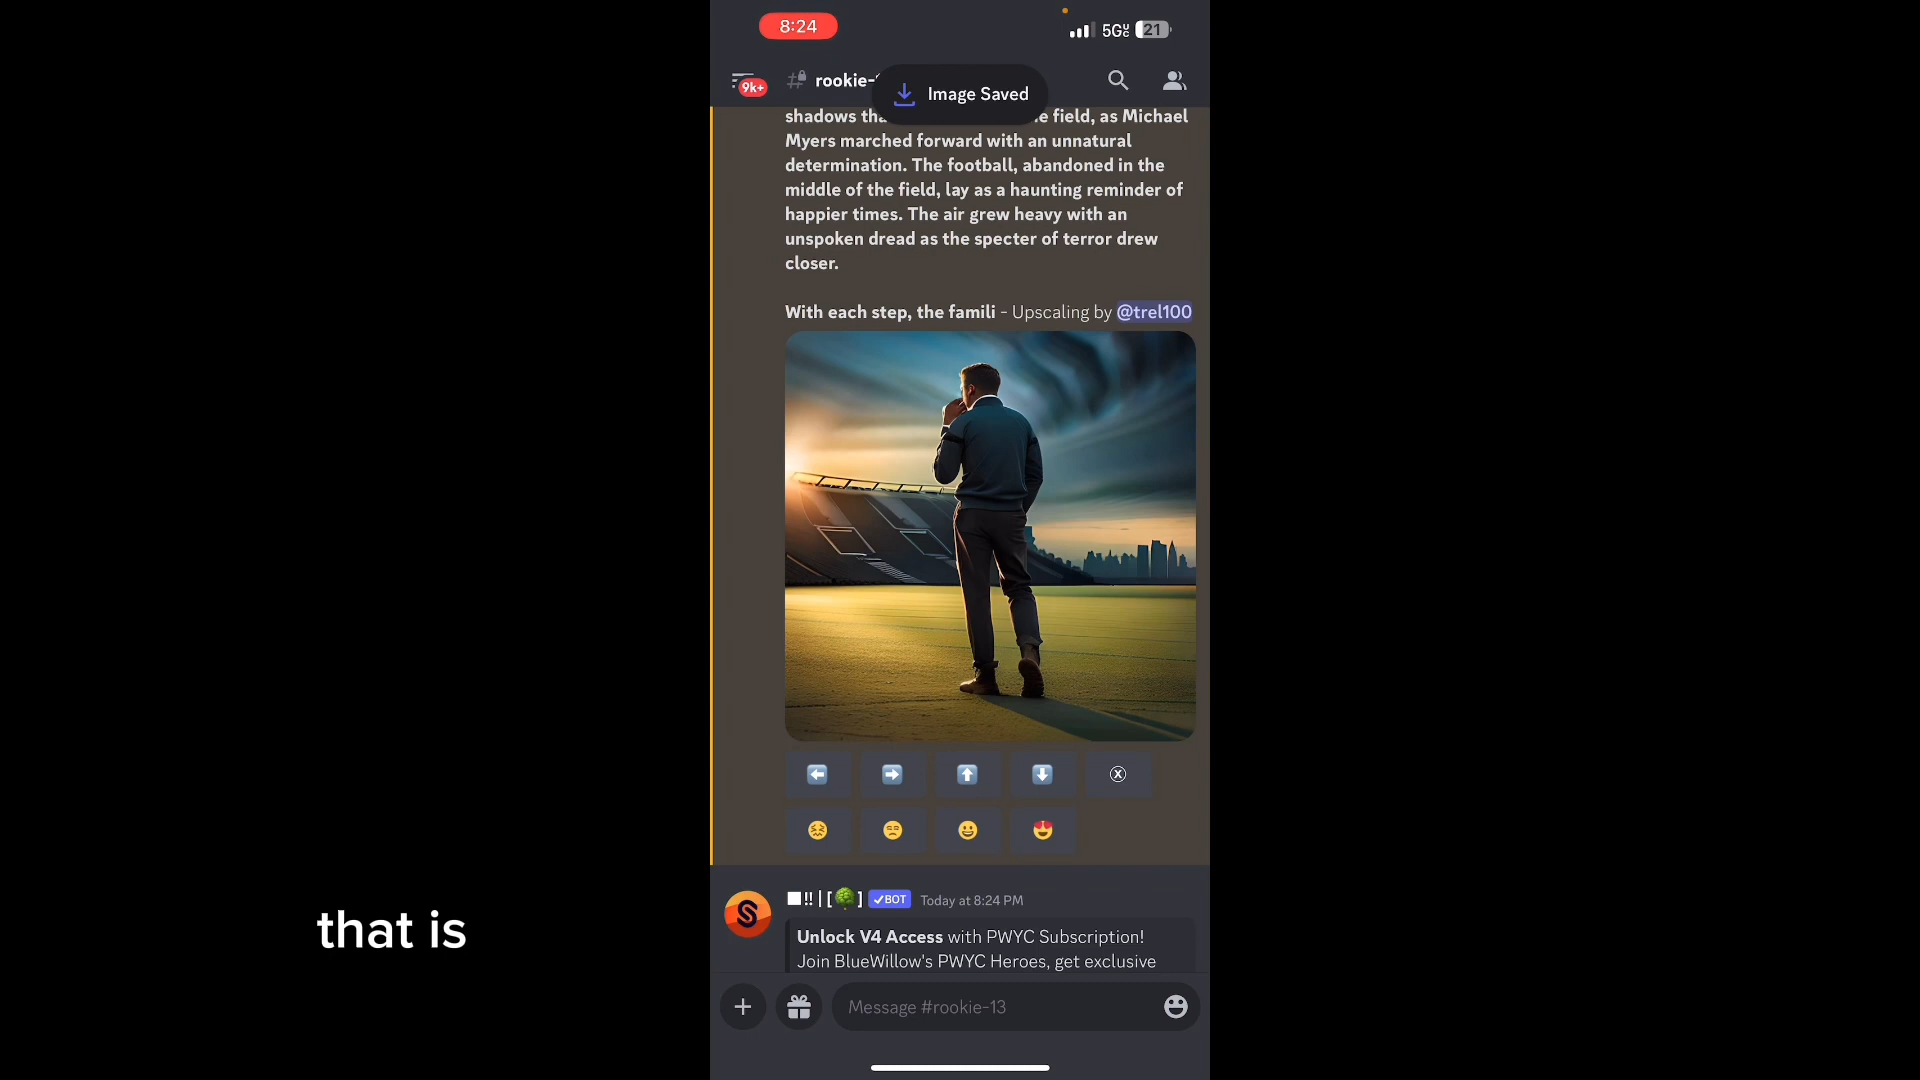 8:24
5G UC
21
9k+
rookie-
Image Saved
shadows tha e field, as Michael
Myers marched forward with an unnatural
determination. The football, abandoned in the
middle of the field, lay as a haunting reminder of
happier times. The air grew heavy with an
unspoken dread as the specter of terror drew
closer.
With each step, the famili - Upscaling by @trel100
!! | [ ] BOT Today at 8:24 PM
Unlock V4 Access with PWYC Subscription!
Join BlueWillow's PWYC Heroes, get exclusive
Message #rookie-13
that is